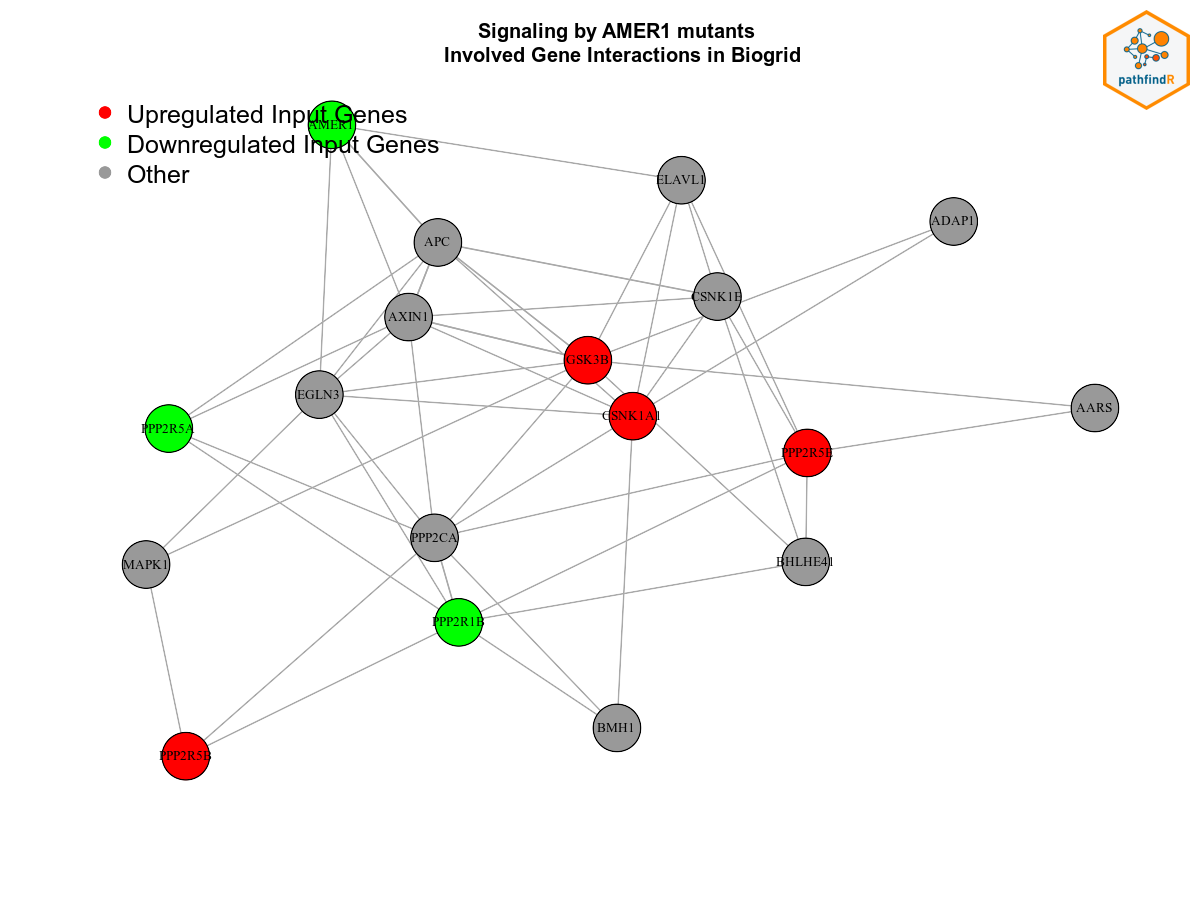 Signaling by AMER1 mutants
Involved Gene Interactions in Biogrid
pathfindR
Upregulated Input Genes
Downregulated Input Genes
Other
AMER1
ELAVL1
ADAP1
APC
CSNK1E
AXIN1
GSK3B
EGLN3
CSNK1A1
AARS
PPP2R5A
PPP2R5E
PPP2CA
BHLHE41
MAPK1
PPP2R1B
BMH1
PPP2R5B